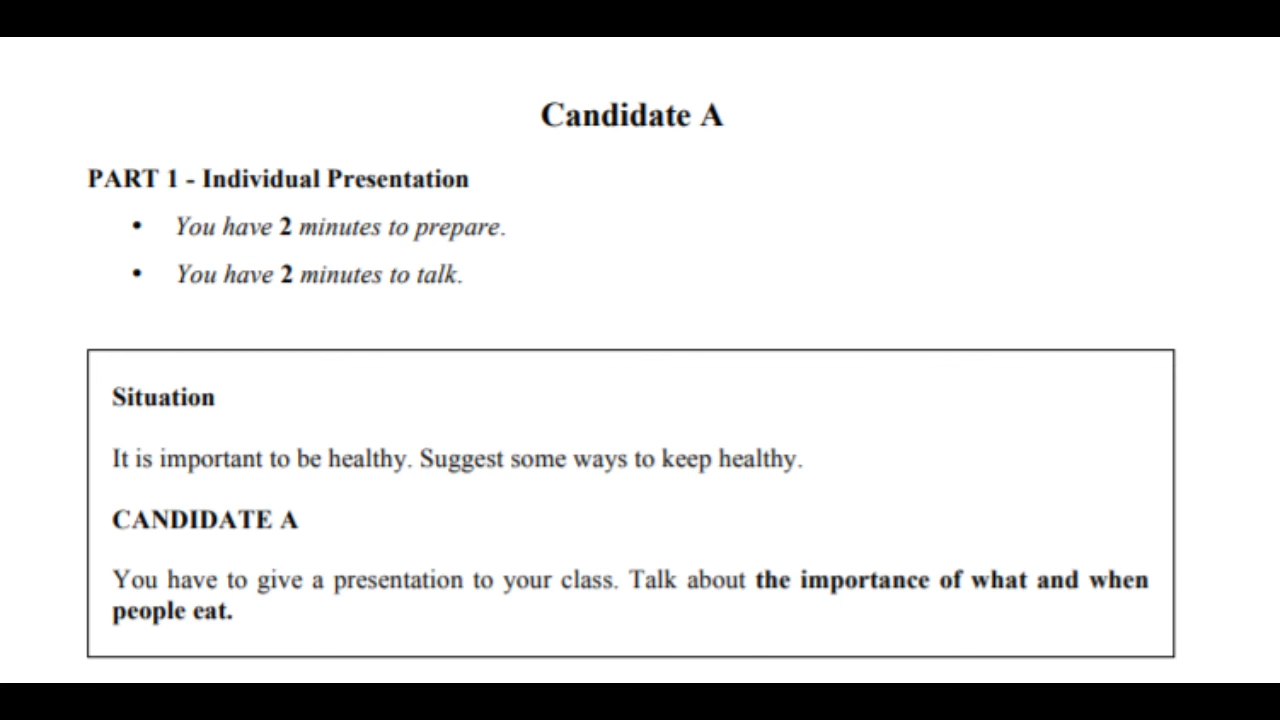 Candidate A
PART 1 - Individual Presentation
• You have 2 minutes to prepare.
• You have 2 minutes to talk.
Situation
It is important to be healthy. Suggest some ways to keep healthy.
CANDIDATE A
You have to give a presentation to your class. Talk about the importance of what and when
people eat.